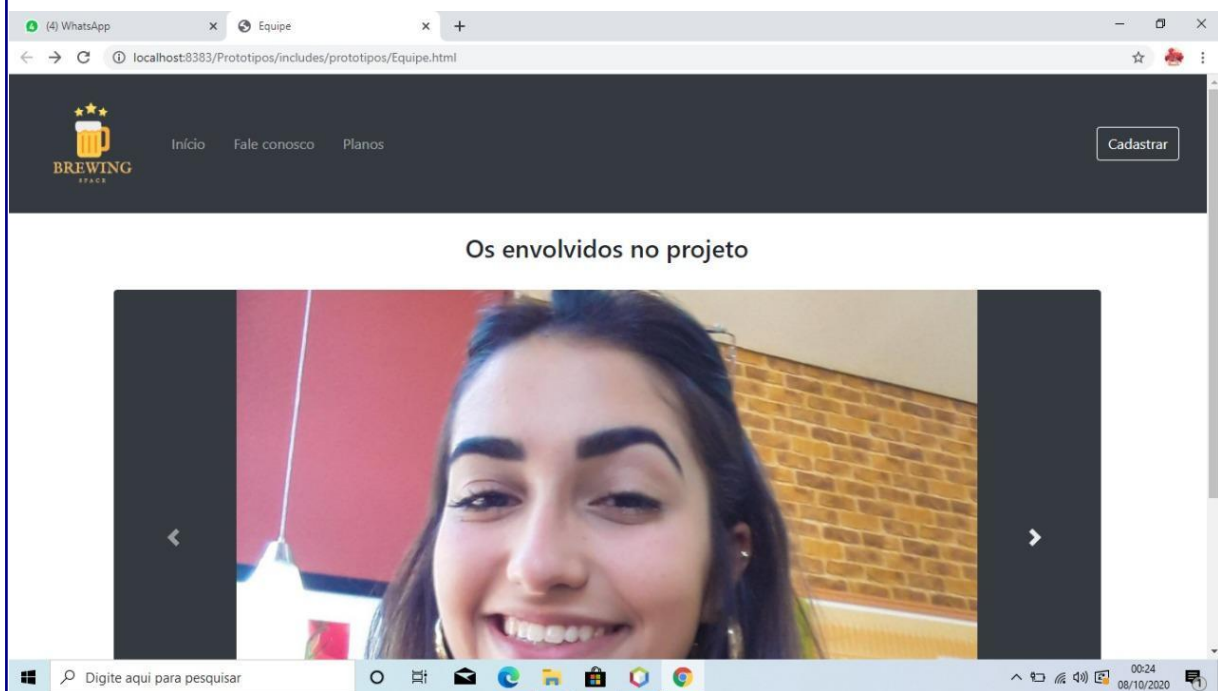 (4) WhatsApp
Equipe
localhost:8383/Prototipos/includes/prototipos/Equipe.html
BREWING
SPACE
Início
Fale conosco
Planos
Cadastrar
Os envolvidos no projeto
Digite aqui para pesquisar
00:24
08/10/2020
1